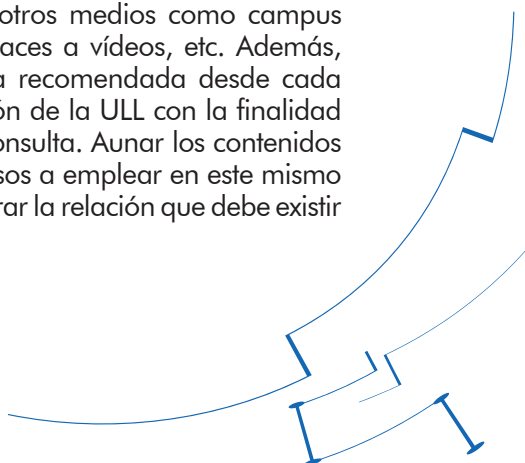 otros medios como campus
aces a vídeos, etc. Además,
a recomendada desde cada
ón de la ULL con la finalidad
onsulta. Aunar los contenidos
sos a emplear en este mismo
rar la relación que debe existir